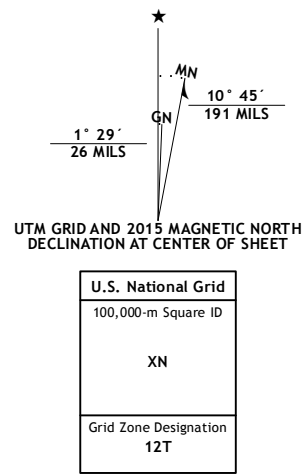 ★
MN
GN
10° 45´
191 MILS
1° 29´
26 MILS
UTM GRID AND 2015 MAGNETIC NORTH
DECLINATION AT CENTER OF SHEET
U.S. National Grid
100,000-m Square ID
XN
Grid Zone Designation
12T